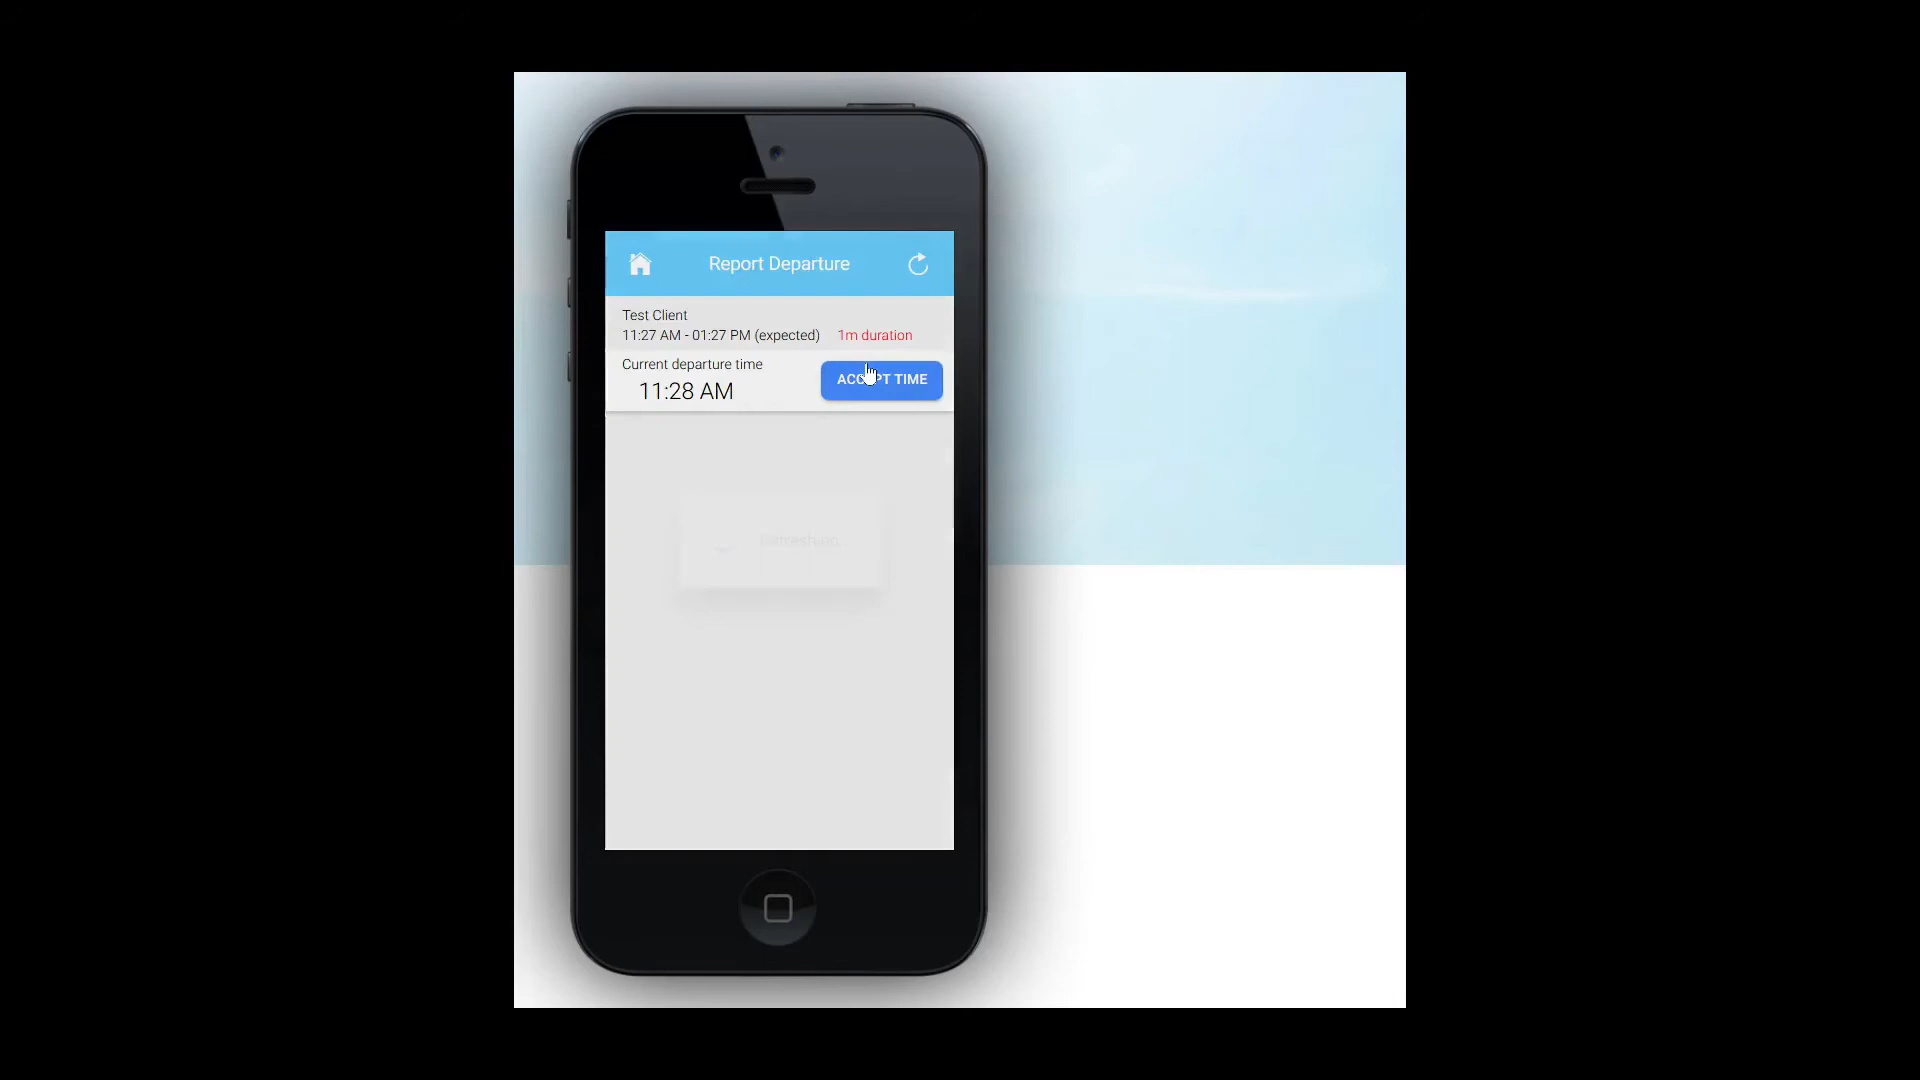 Report Departure
Test Client
11:27 AM - 01:27 PM (expected) 1m duration
Current departure time
11:28 AM
ACCEPT TIME
Refreshing...